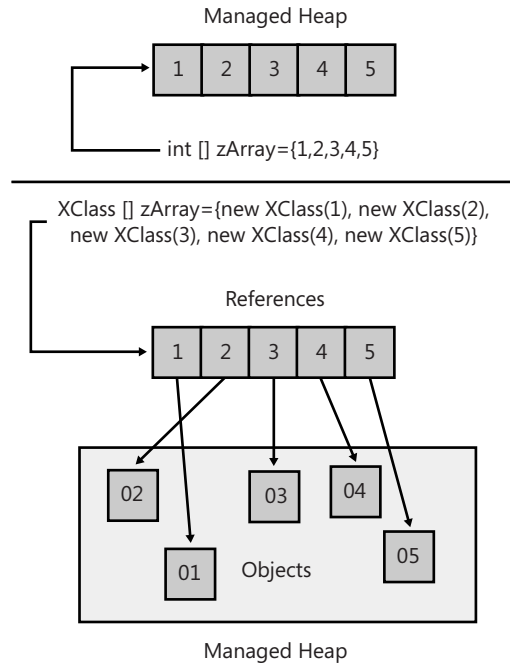 Managed Heap
1 2 3 4 5
int [] zArray={1,2,3,4,5}
XClass [] zArray={new XClass(1), new XClass(2),
new XClass(3), new XClass(4), new XClass(5)}
References
1 2 3 4 5
02 03 04
01 Objects 05
Managed Heap